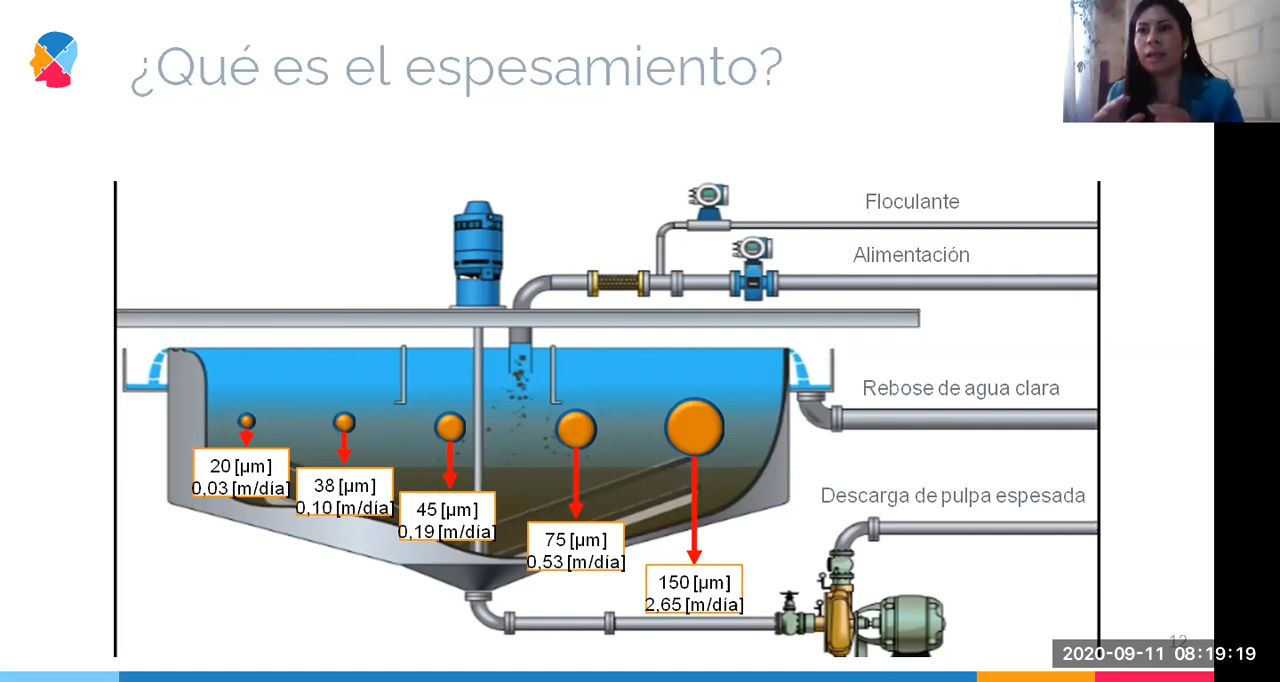 ¿Qué es el espesamiento?
Floculante
Alimentación
Rebose de agua clara
Descarga de pulpa espesada
20 [µm]
0,03 [m/día]
38 [µm]
0,10 [m/día]
45 [µm]
0,19 [m/día]
75 [µm]
0,53 [m/día]
150 [µm]
2,65 [m/día]
12
2020-09-11 08:19:19